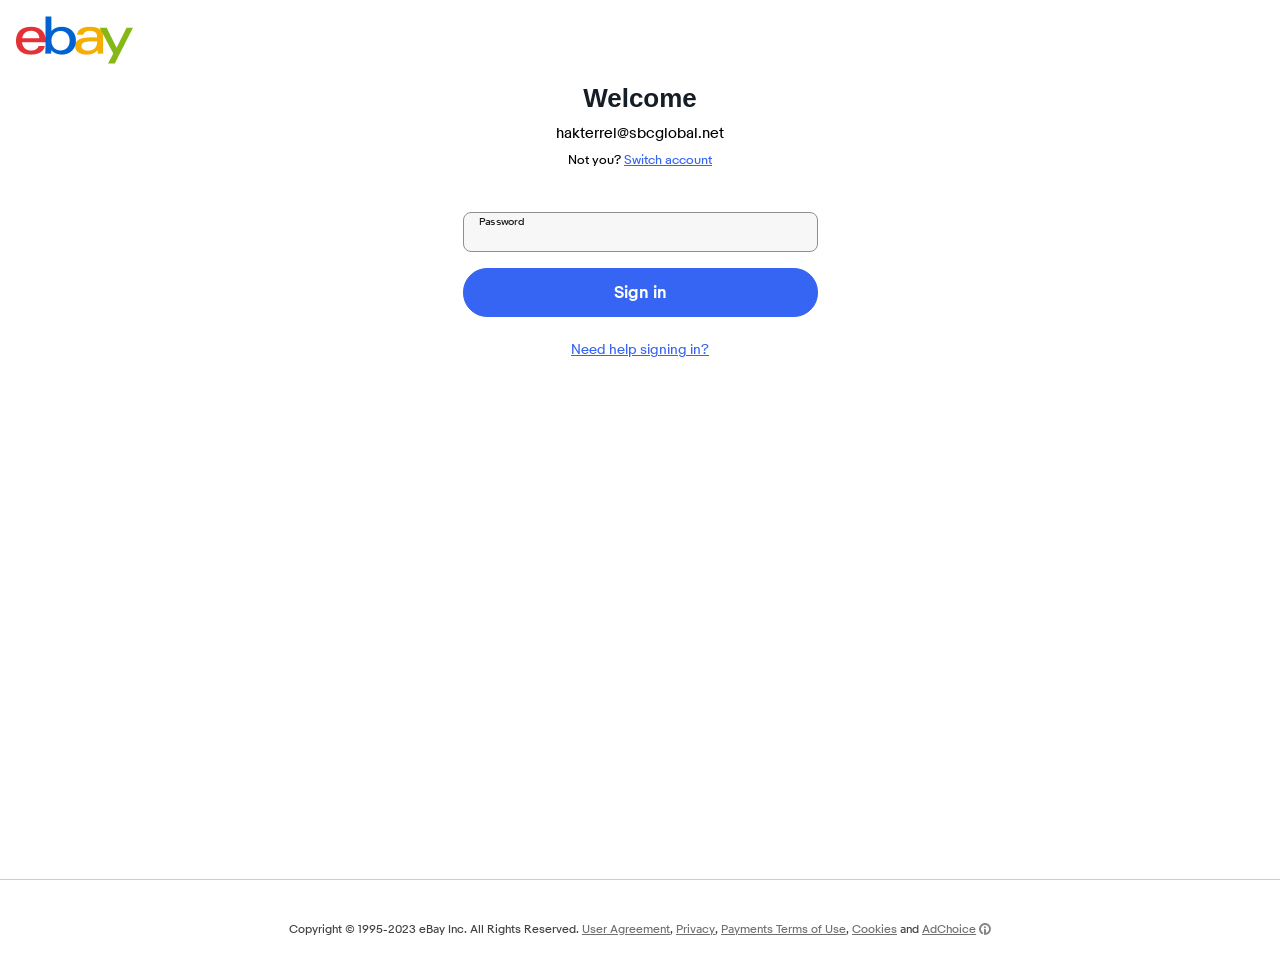 ebay
Welcome
hakterrel@sbcglobal.net
Not you? Switch account
Password
Sign in
Need help signing in?
Copyright © 1995-2023 eBay Inc. All Rights Reserved. User Agreement, Privacy, Payments Terms of Use, Cookies and AdChoice